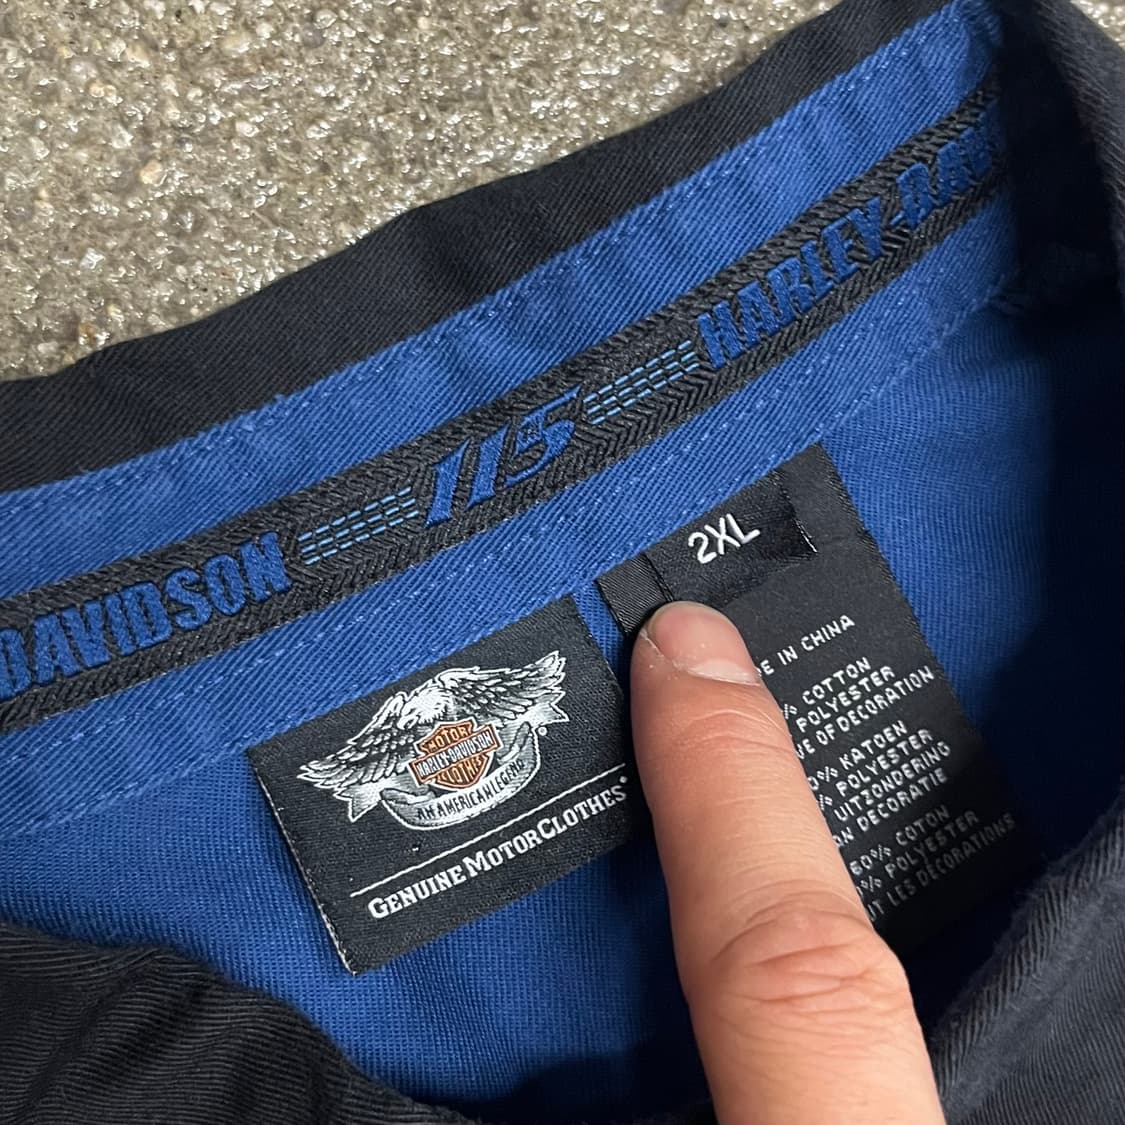 DAVIDSON 115 HARLEY-DAV
2XL
MOTOR
HARLEY-DAVIDSON
CLOTHES
AN AMERICAN LEGEND
GENUINE MOTORCLOTHES
E IN CHINA
% COTTON
POLYESTER
VE OF DECORATION
0% KATOEN
% POLYESTER
UITZONDERING
N DECORATIE
60% COTON
% POLYESTER
UT LES DECORATIONS